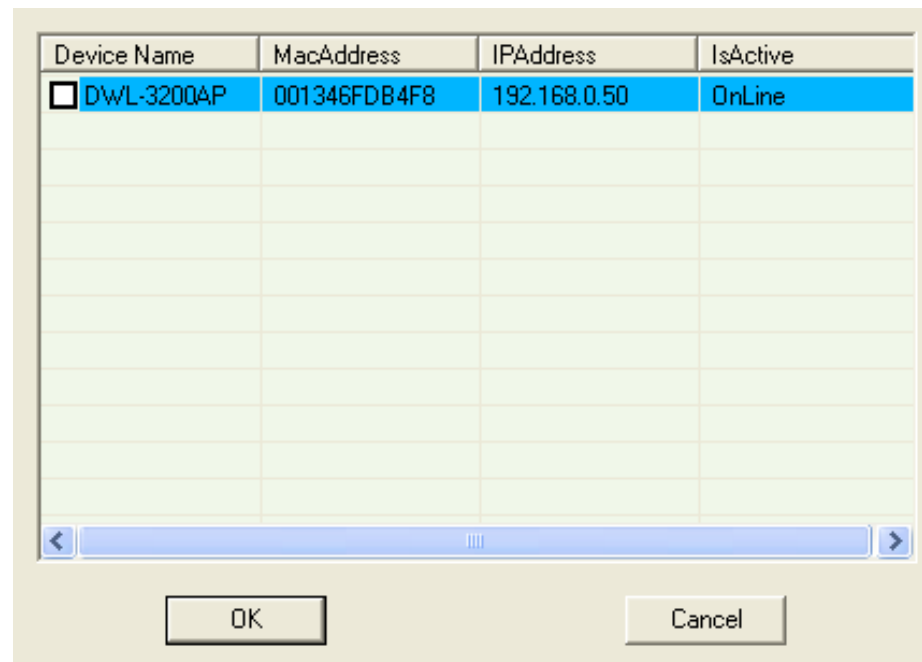 Device Name MacAddress IPAddress IsActive
DWL-3200AP 001346FDB4F8 192.168.0.50 OnLine
OK Cancel